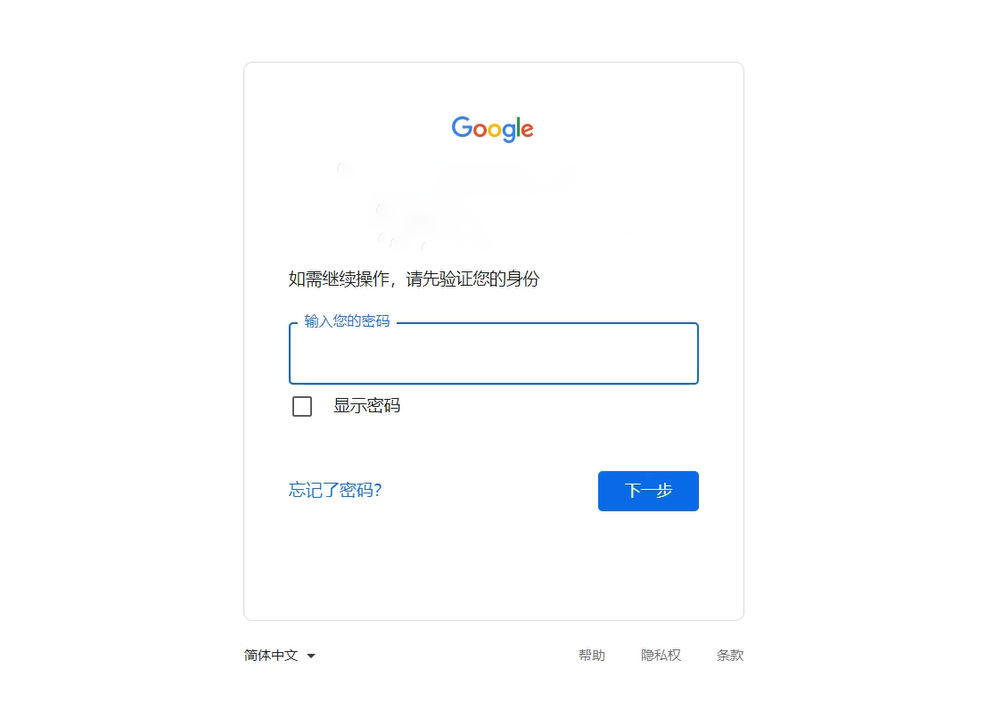 Google
如需继续操作，请先验证您的身份
输入您的密码
显示密码
忘记了密码?
下一步
简体中文
帮助 隐私权 条款